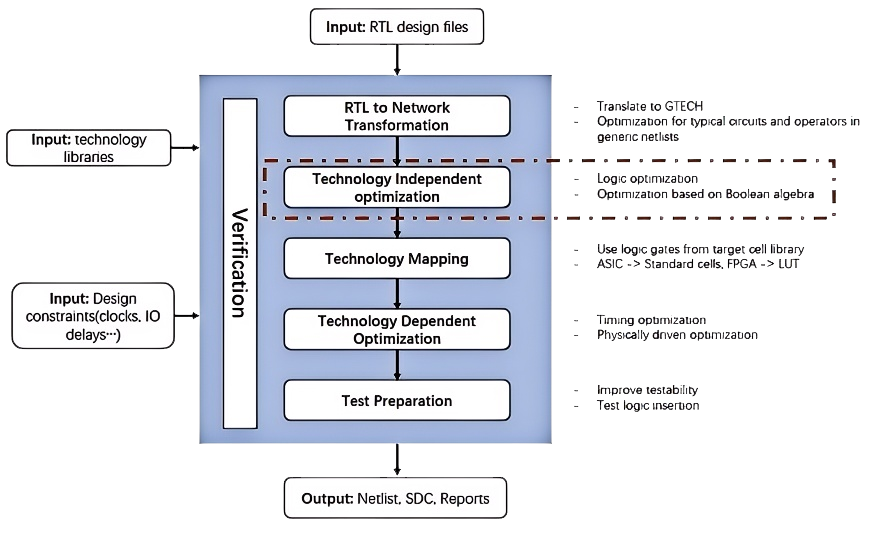 Input: RTL design files
RTL to Network
Transformation
- Translate to GTECH
- Optimization for typical circuits and operators in
generic netlists
Input: technology
libraries
Technology Independent
optimization
- Logic optimization
- Optimization based on Boolean algebra
Verification
Technology Mapping
- Use logic gates from target cell library
- ASIC -> Standard cells, FPGA -> LUT
Input: Design
constraints(clocks, IO
delays···)
Technology Dependent
Optimization
- Timing optimization
- Physically driven optimization
Test Preparation
- Improve testability
- Test logic insertion
Output: Netlist, SDC, Reports